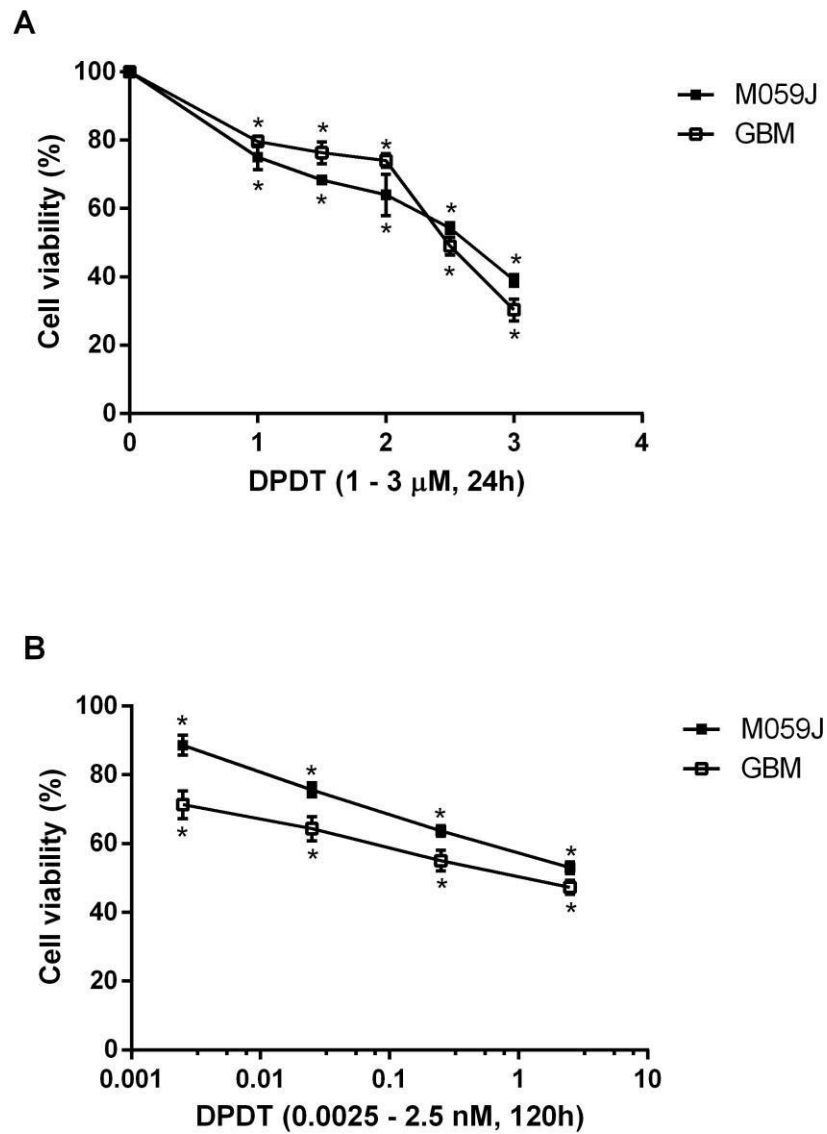 A
100
80
60
40
20
0
Cell viability (%)
0 1 2 3 4
DPDT (1 - 3 μM, 24h)
M059J
GBM
* * * * *
* * * * *
B
100
80
60
40
20
0
Cell viability (%)
0.001 0.01 0.1 1 10
DPDT (0.0025 - 2.5 nM, 120h)
M059J
GBM
* * * *
* * * *